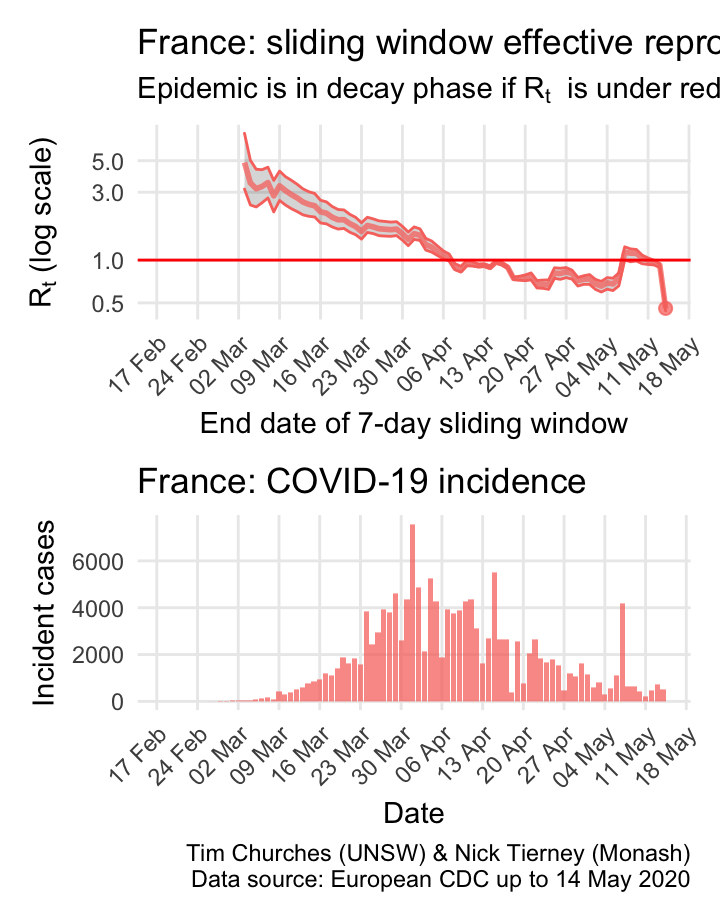 France: sliding window effective repro
Epidemic is in decay phase if Rt is under red
Rt (log scale)
5.0
3.0
1.0
0.5
17 Feb
24 Feb
02 Mar
09 Mar
16 Mar
23 Mar
30 Mar
06 Apr
13 Apr
20 Apr
27 Apr
04 May
11 May
18 May
End date of 7-day sliding window
France: COVID-19 incidence
Incident cases
6000
4000
2000
0
17 Feb
24 Feb
02 Mar
09 Mar
16 Mar
23 Mar
30 Mar
06 Apr
13 Apr
20 Apr
27 Apr
04 May
11 May
18 May
Date
Tim Churches (UNSW) & Nick Tierney (Monash)
Data source: European CDC up to 14 May 2020